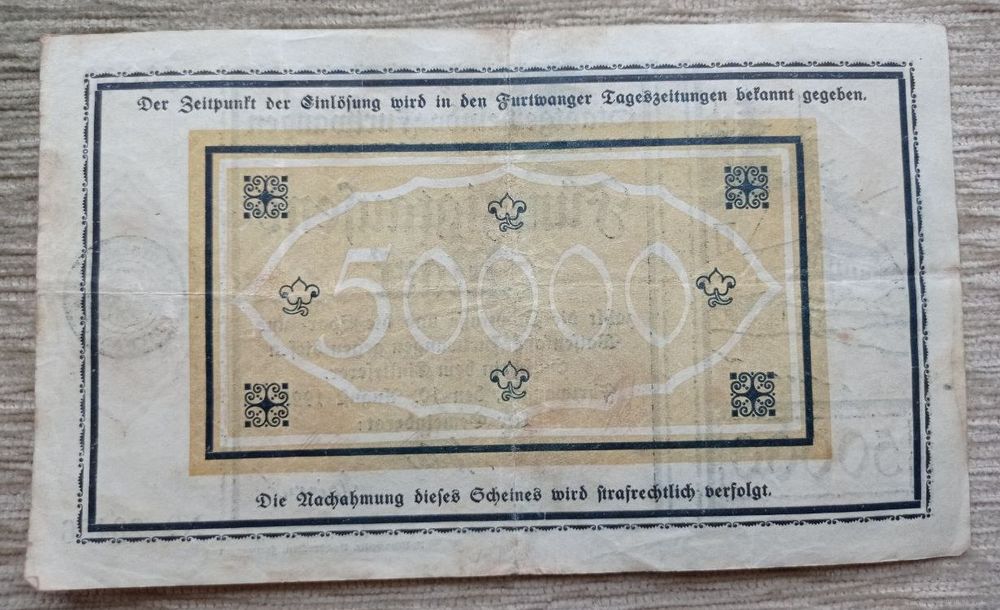 Der Zeitpunkt der Einlösung wird in den Furtwanger Tageszeitungen bekannt gegeben.
50000
Die Nachahmung dieses Scheines wird strafrechtlich verfolgt.